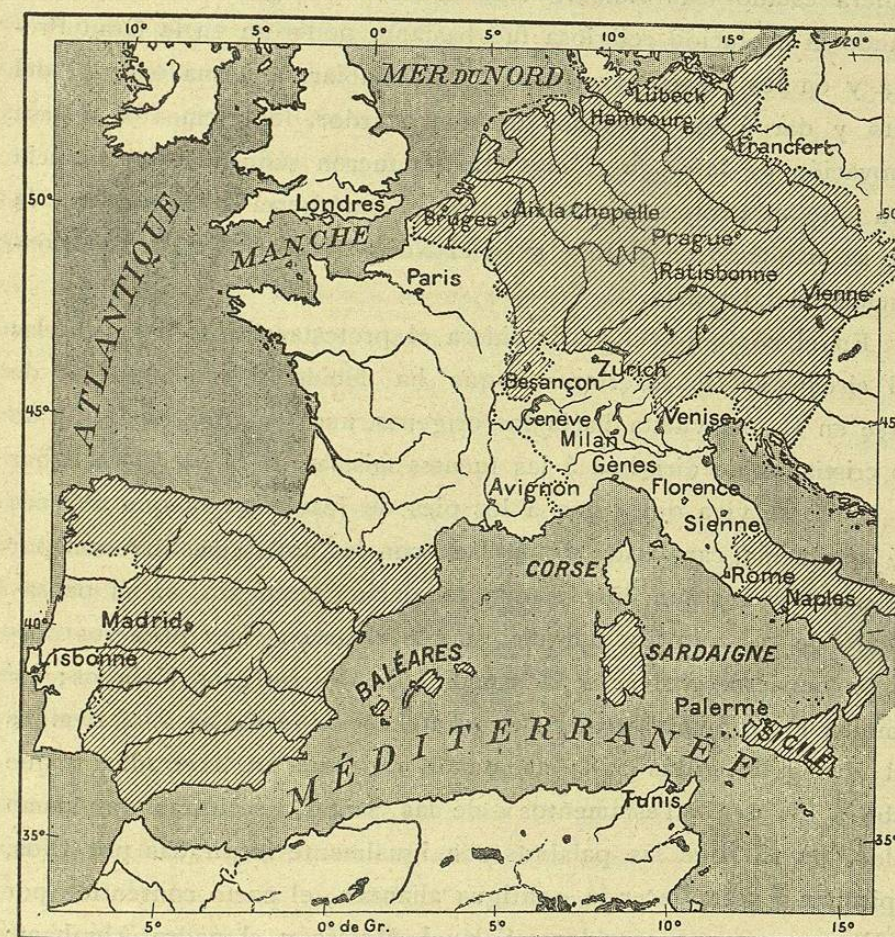 10° 5° 0° 5° 10° 15° 20°
MER DU NORD
Lübeck
Hambourg
Francfort
50° Londres Bruges Aix la Chapelle 50
MANCHE Prague
Paris Ratisbonne
Vienne
ATLANTIQUE
Besançon Zurich
45° Genève Venise 45
Milan
Gènes
Avignon Florence
Sienne
CORSE
Rome
Naples
Madrid
40°
Lisbonne SARDAIGNE
BALÉARES
Palerme
SICILE
MÉDITERRANÉE
Tunis
35° 35°
5° 0° de Gr. 5° 10° 15°